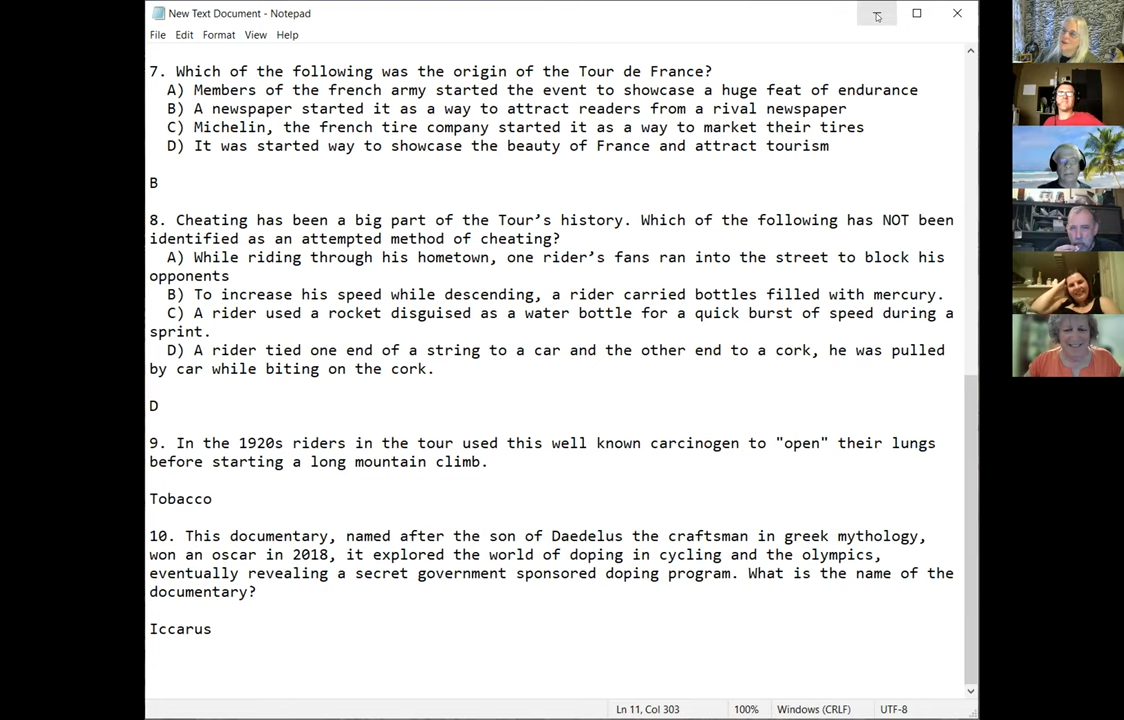 New Text Document - Notepad
File Edit Format View Help
7. Which of the following was the origin of the Tour de France?
A) Members of the french army started the event to showcase a huge feat of endurance
B) A newspaper started it as a way to attract readers from a rival newspaper
C) Michelin, the french tire company started it as a way to market their tires
D) It was started way to showcase the beauty of France and attract tourism
B
8. Cheating has been a big part of the Tour’s history. Which of the following has NOT been
identified as an attempted method of cheating?
A) While riding through his hometown, one rider’s fans ran into the street to block his
opponents
B) To increase his speed while descending, a rider carried bottles filled with mercury.
C) A rider used a rocket disguised as a water bottle for a quick burst of speed during a
sprint.
D) A rider tied one end of a string to a car and the other end to a cork, he was pulled
by car while biting on the cork.
D
9. In the 1920s riders in the tour used this well known carcinogen to "open" their lungs
before starting a long mountain climb.
Tobacco
10. This documentary, named after the son of Daedelus the craftsman in greek mythology,
won an oscar in 2018, it explored the world of doping in cycling and the olympics,
eventually revealing a secret government sponsored doping program. What is the name of the
documentary?
Iccarus
Ln 11, Col 303 100% Windows (CRLF) UTF-8